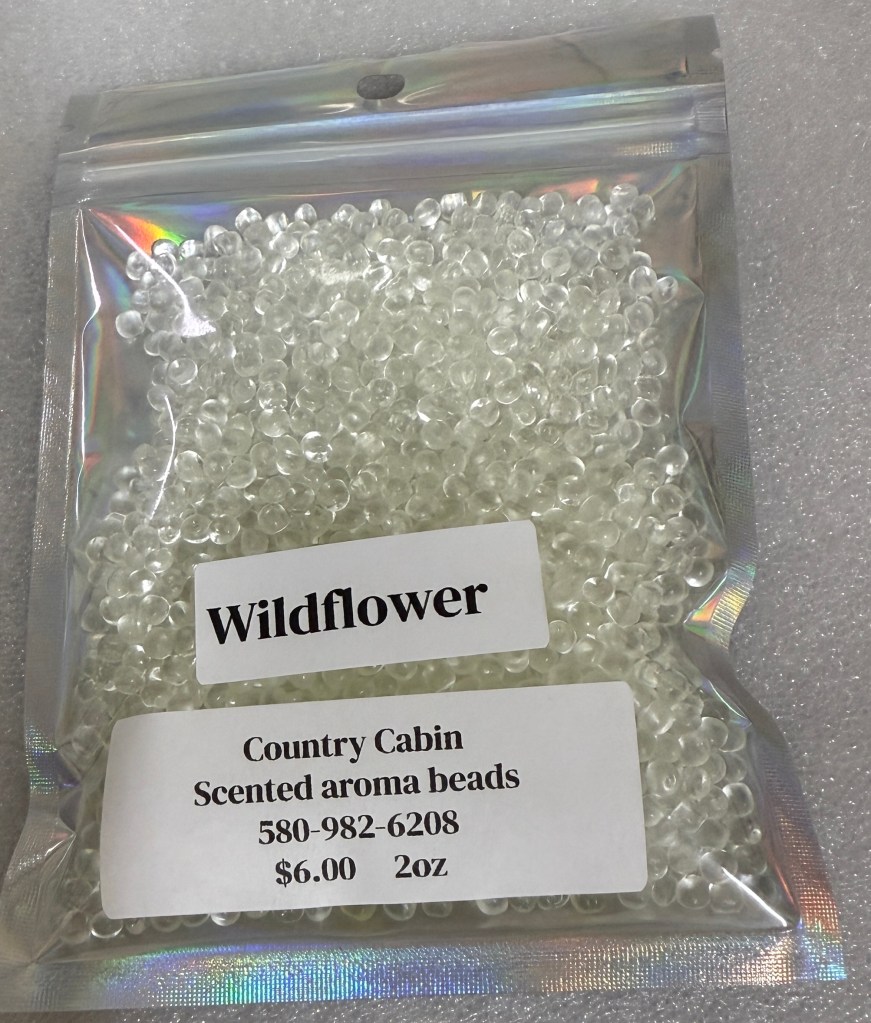 Wildflower
Country Cabin
Scented aroma beads
580-982-6208
$6.00 2oz